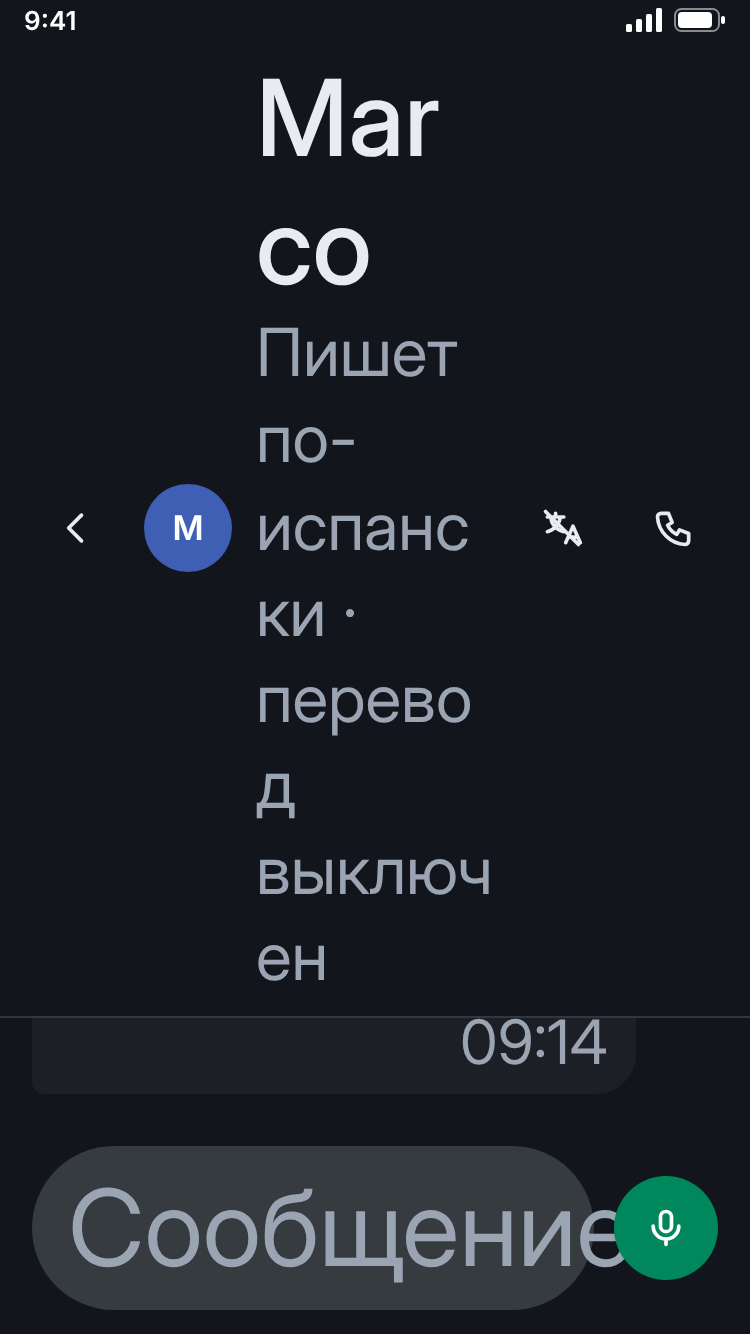 9:41
Mar
co
Пишет
по-
испанс
ки ·
перево
д
выключ
ен
M
09:14
Сообщение